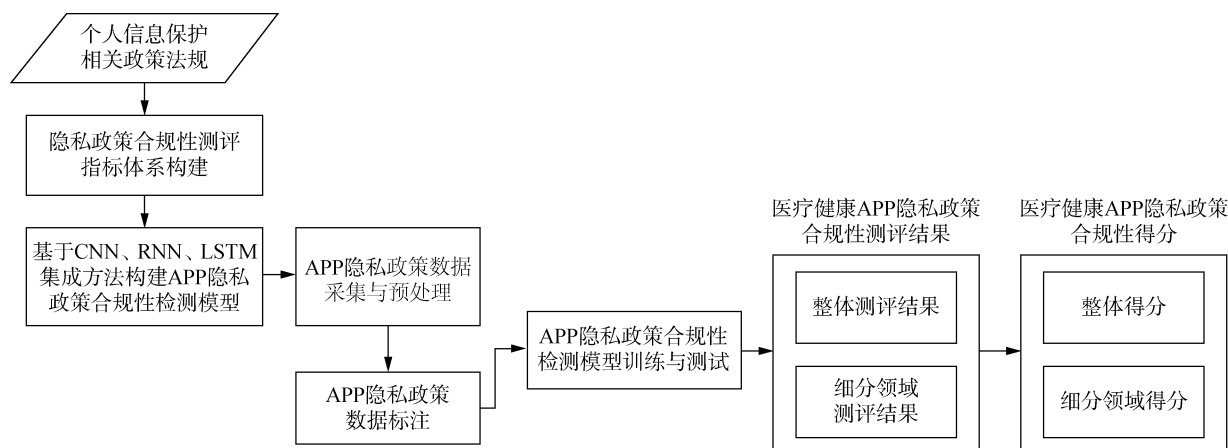 个人信息保护
相关政策法规
隐私政策合规性测评
指标体系构建
基于CNN、RNN、LSTM
集成方法构建APP隐私
政策合规性检测模型
APP隐私政策数据
采集与预处理
APP隐私政策
数据标注
APP隐私政策合规性
检测模型训练与测试
医疗健康APP隐私政策
合规性测评结果
整体测评结果
细分领域
测评结果
医疗健康APP隐私政策
合规性得分
整体得分
细分领域得分